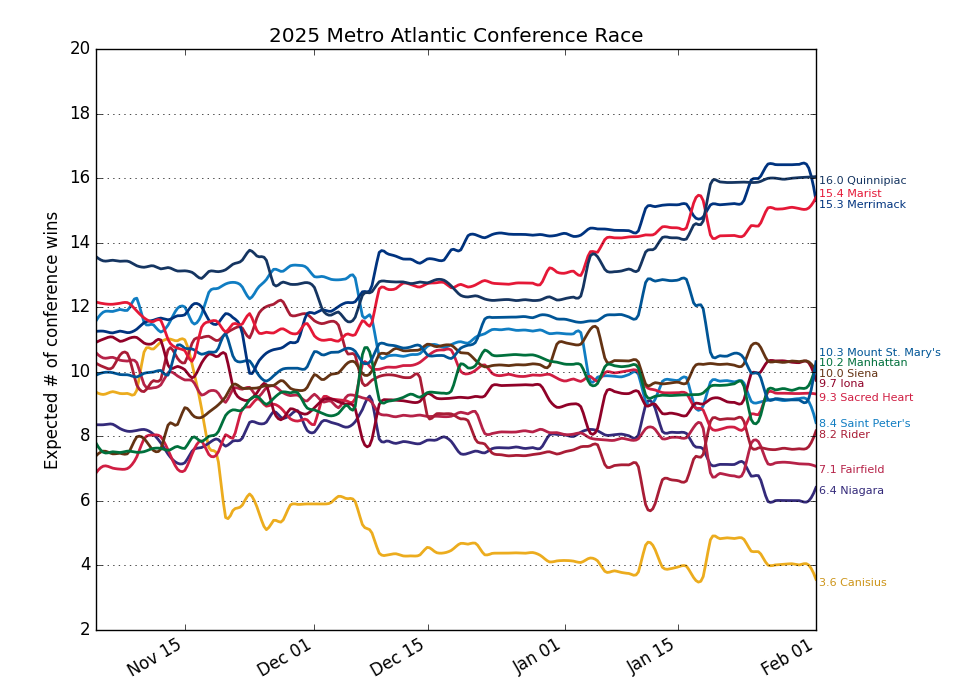 2025 Metro Atlantic Conference Race
Expected # of conference wins
20
18
16
14
12
10
8
6
4
2
16.0 Quinnipiac
15.4 Marist
15.3 Merrimack
10.3 Mount St. Mary's
10.2 Manhattan
10.0 Siena
9.7 Iona
9.3 Sacred Heart
8.4 Saint Peter's
8.2 Rider
7.1 Fairfield
6.4 Niagara
3.6 Canisius
Nov 15
Dec 01
Dec 15
Jan 01
Jan 15
Feb 01